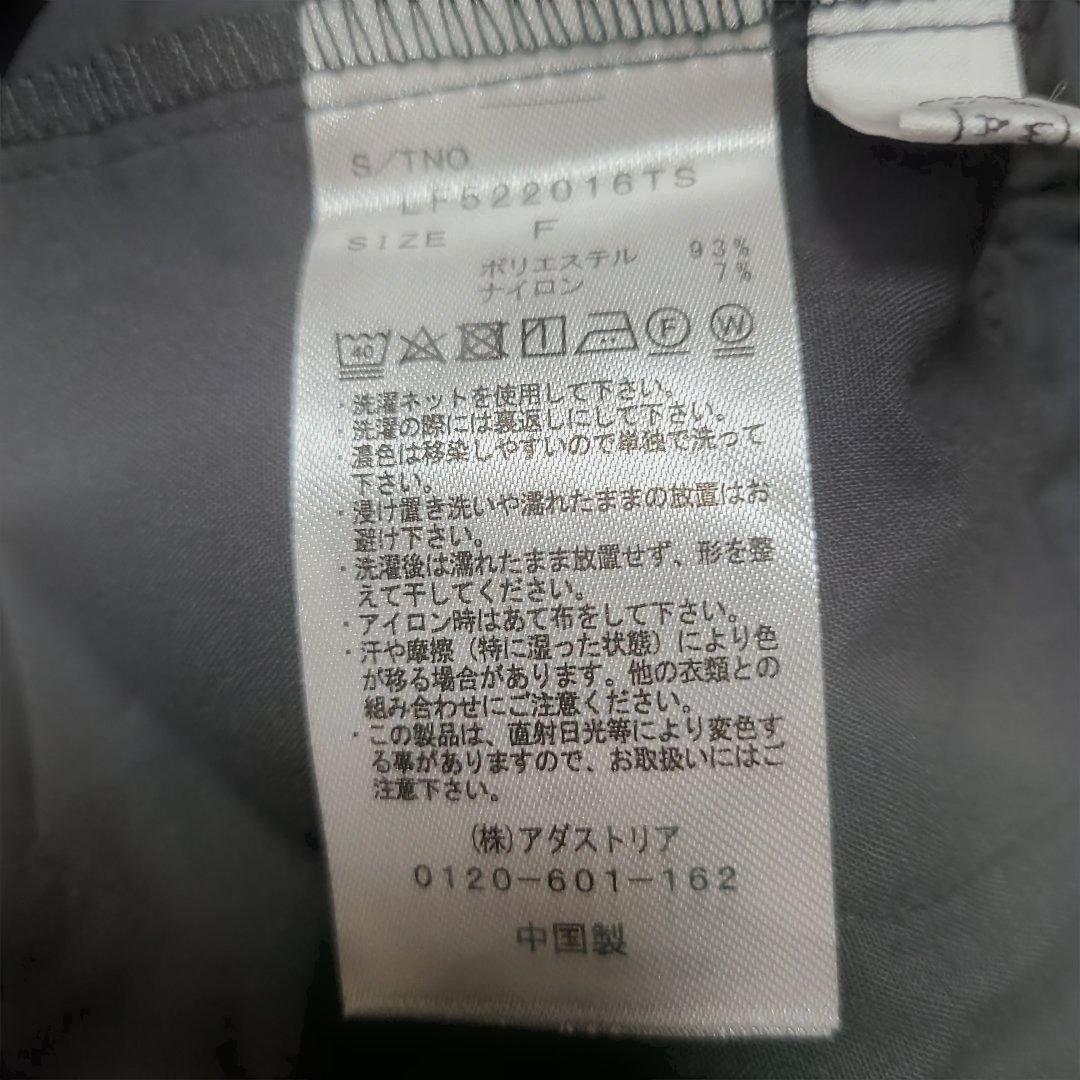 S/TNO
LF522016TS
SIZE F
ポリエステル 93%
ナイロン 7%
40 F W
・洗濯ネットを使用して下さい。
・洗濯の際には裏返しにして下さい。
・濃色は移染しやすいので単独で洗って
下さい。
・浸け置き洗いや濡れたままの放置はお
避け下さい。
・洗濯後は濡れたまま放置せず、形を整
えて干してください。
・アイロン時はあて布をして下さい。
・汗や摩擦（特に湿った状態）により色
が移る場合があります。他の衣類との
組み合わせにご注意ください。
・この製品は、直射日光等により変色す
る事がありますので、お取扱いにはご
注意下さい。
(株)アダストリア
0120-601-162
中国製